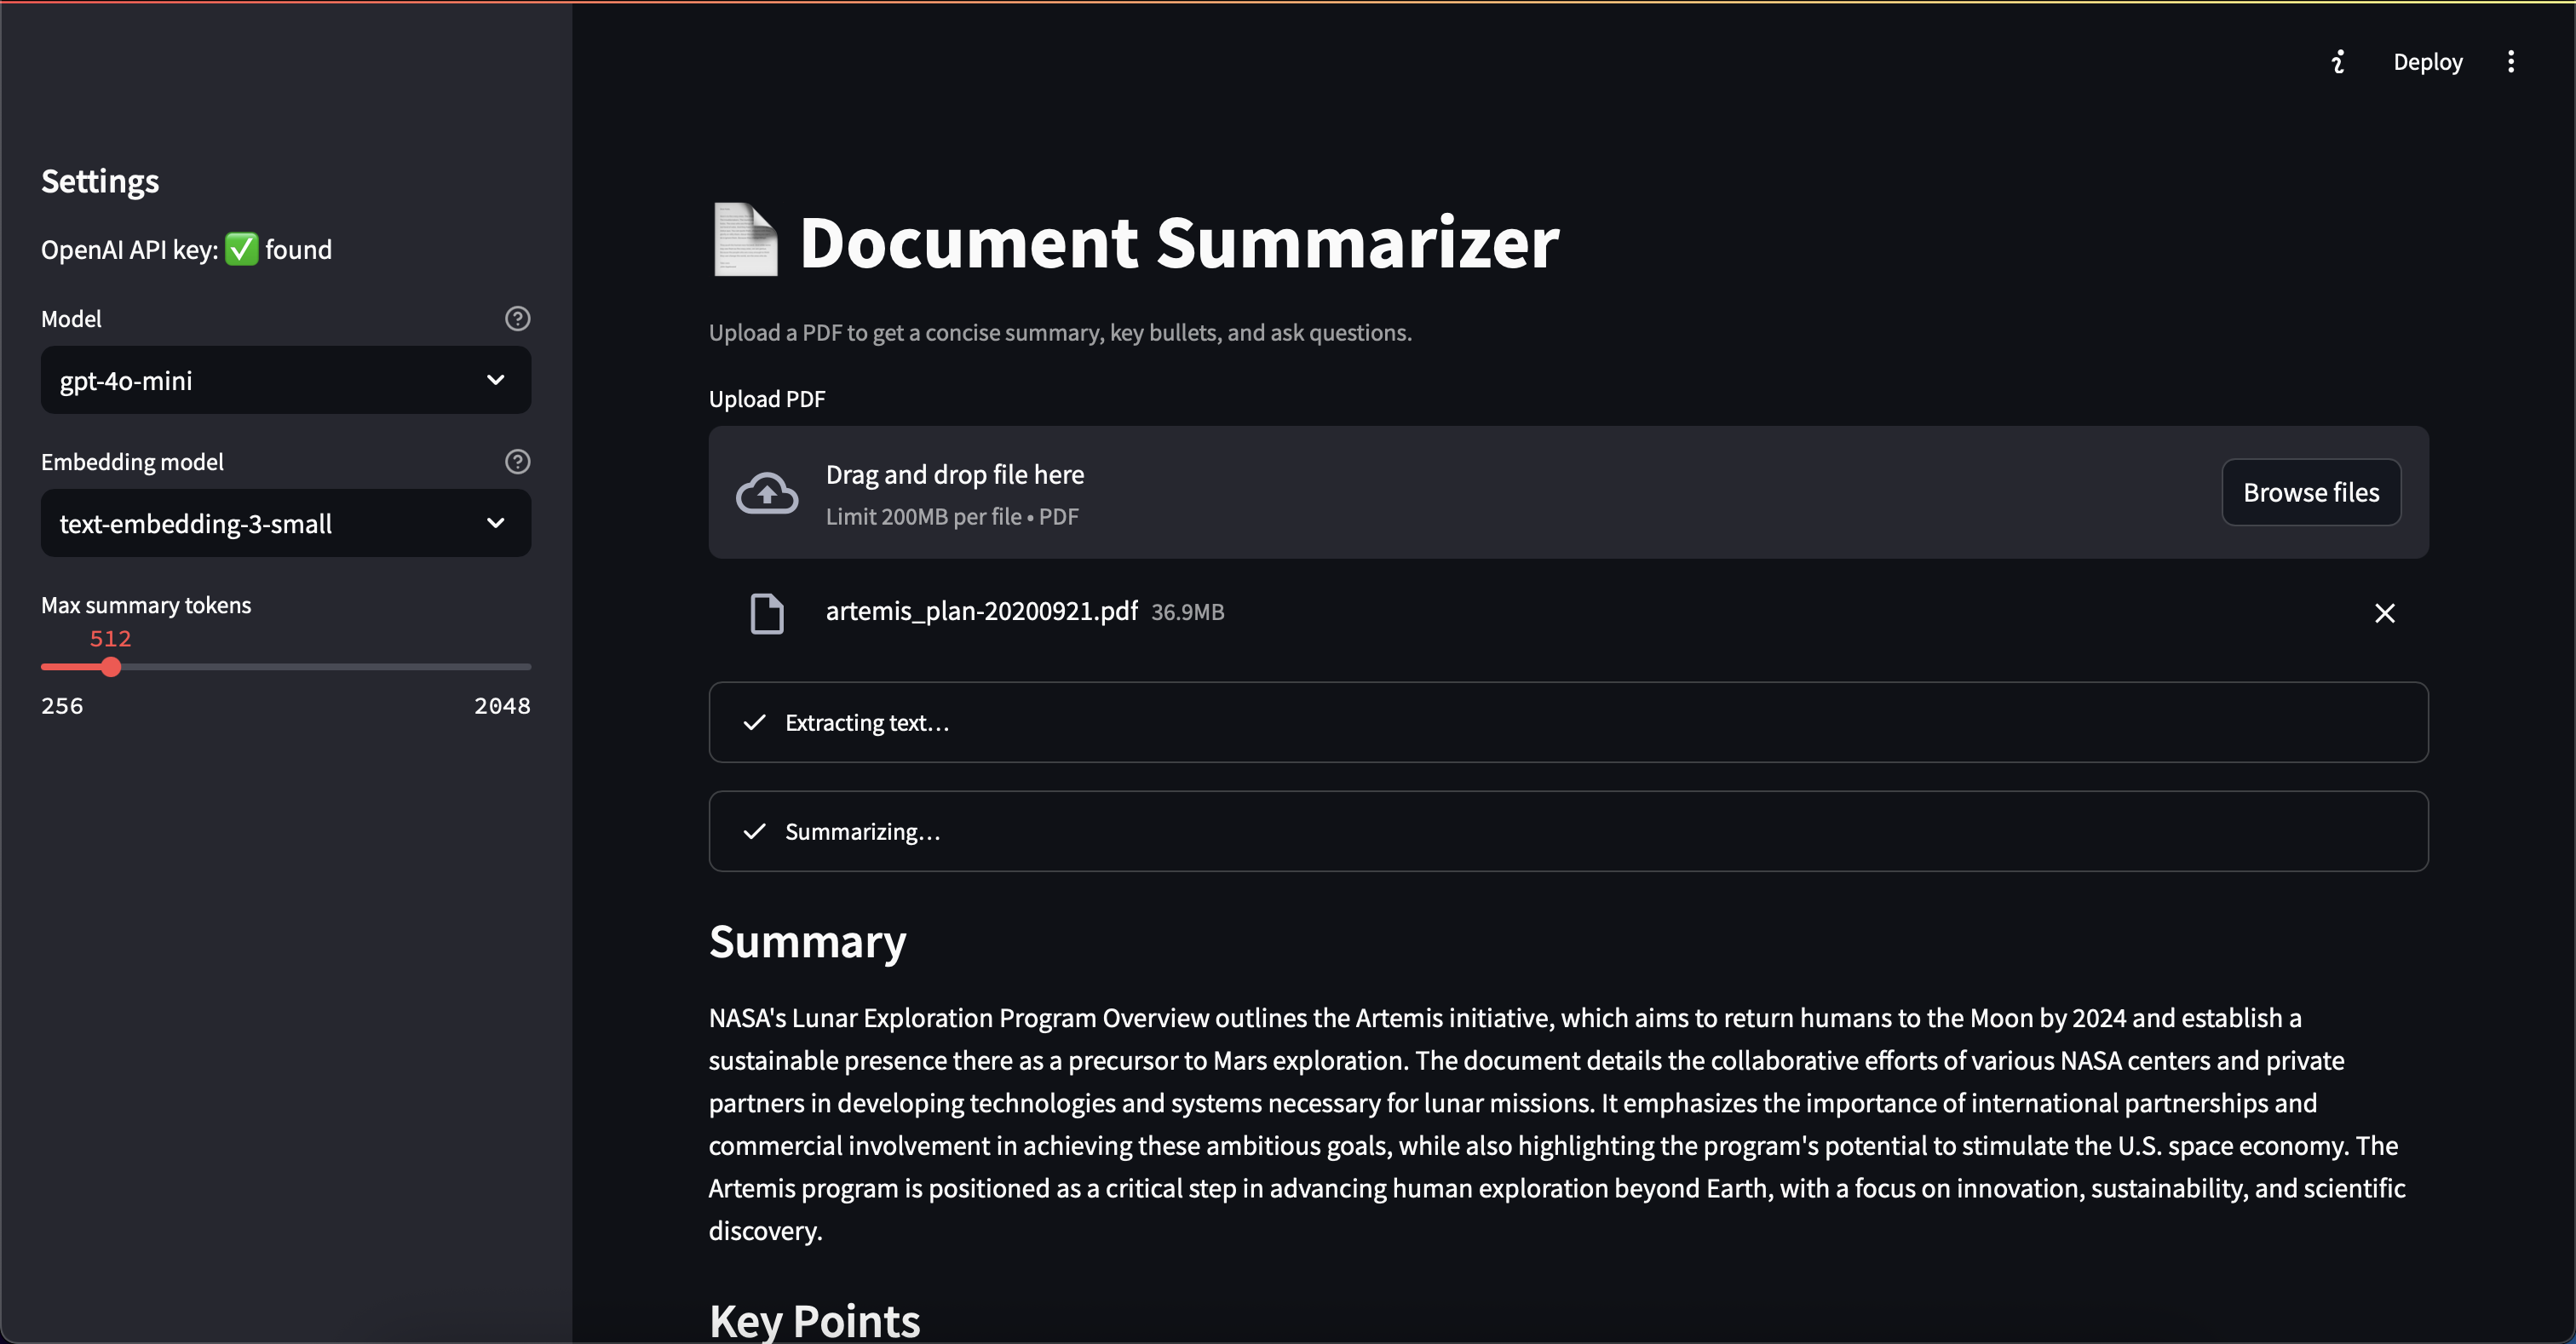 Deploy
Settings
OpenAI API key: ✅ found
Model
gpt-4o-mini
Embedding model
text-embedding-3-small
Max summary tokens
512
256 2048
Document Summarizer
Upload a PDF to get a concise summary, key bullets, and ask questions.
Upload PDF
Drag and drop file here
Limit 200MB per file • PDF
Browse files
artemis_plan-20200921.pdf 36.9MB
Extracting text…
Summarizing…
Summary
NASA's Lunar Exploration Program Overview outlines the Artemis initiative, which aims to return humans to the Moon by 2024 and establish a
sustainable presence there as a precursor to Mars exploration. The document details the collaborative efforts of various NASA centers and private
partners in developing technologies and systems necessary for lunar missions. It emphasizes the importance of international partnerships and
commercial involvement in achieving these ambitious goals, while also highlighting the program's potential to stimulate the U.S. space economy. The
Artemis program is positioned as a critical step in advancing human exploration beyond Earth, with a focus on innovation, sustainability, and scientific
discovery.
Key Points